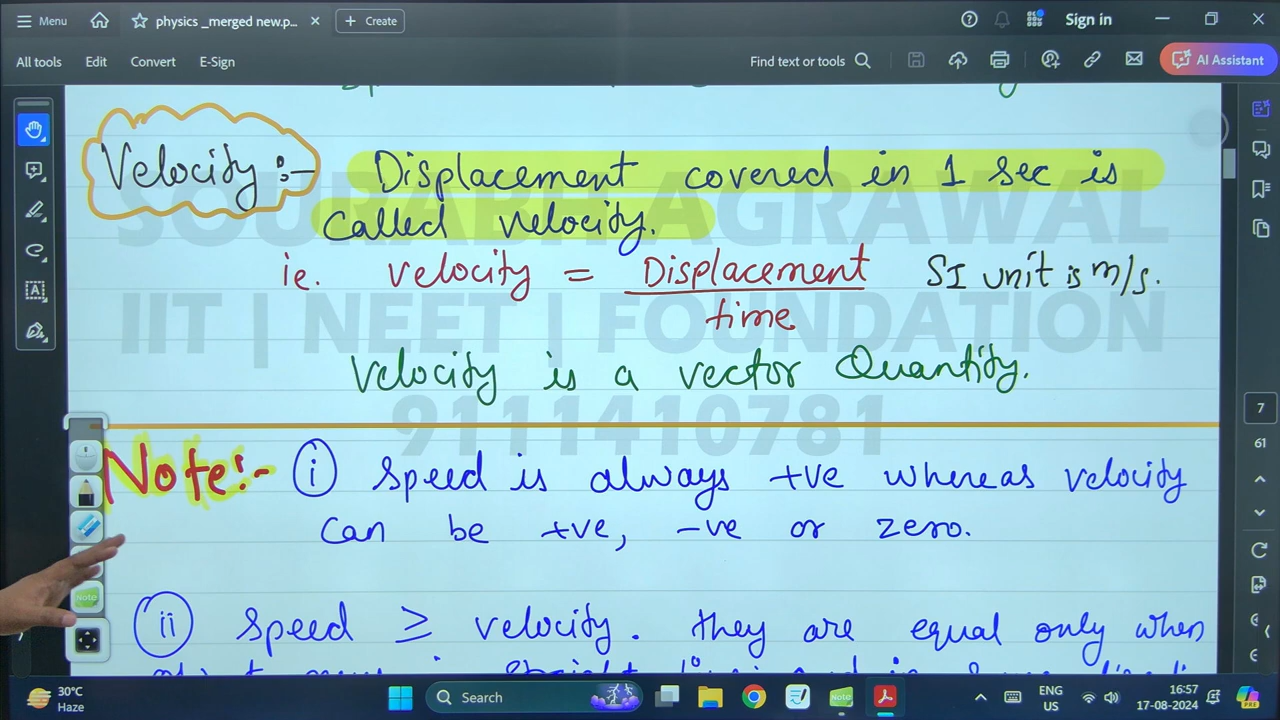 Menu
physics _merged new.p...
Create
Sign in
All tools
Edit
Convert
E-Sign
Find text or tools
AI Assistant
Velocity :- Displacement covered in 1 sec is
called velocity.
ie. velocity = Displacement / time SI unit is m/s.
Velocity is a vector Quantity.
SOURABH AGRAWAL
IIT | NEET | FOUNDATION
9111410781
Note:- (i) speed is always +ve whereas velocity
can be +ve, -ve or zero.
(ii) speed ≥ velocity. they are equal only when
7
61
Note
30°C
Haze
Search
Note
ENG
US
16:57
17-08-2024
PRE